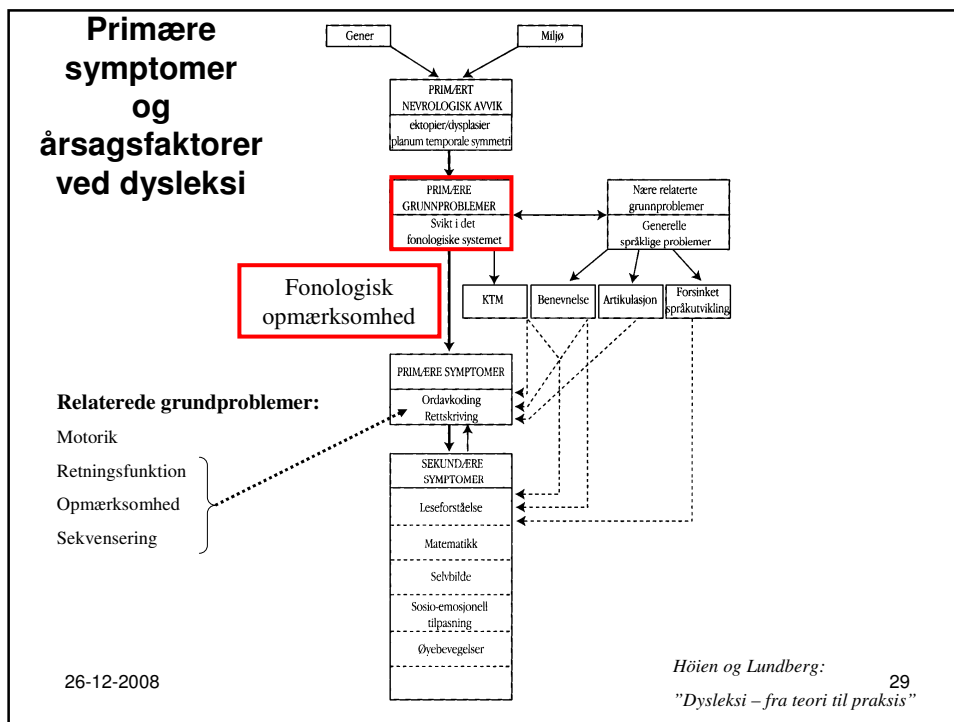 Primære
symptomer
og
årsagsfaktorer
ved dysleksi
Gener
Miljø
PRIMÆRT
NEVROLOGISK AVVIK
ektopier/dysplasier
planum temporale symmetri
PRIMÆRE
GRUNNPROBLEMER
Svikt i det
fonologiske systemet
Nære relaterte
grunnproblemer
Generelle
språklige problemer
Fonologisk
opmærksomhed
KTM
Benevnelse
Artikulasjon
Forsinket
språkutvikling
PRIMÆRE SYMPTOMER
Ordavkoding
Rettskriving
Relaterede grundproblemer:
Motorik
Retningsfunktion
Opmærksomhed
Sekvensering
SEKUNDÆRE
SYMPTOMER
Leseforståelse
Matematikk
Selvbilde
Sosio-emosjonell
tilpasning
Øyebevegelser
26-12-2008
Höien og Lundberg:
29
"Dysleksi – fra teori til praksis"